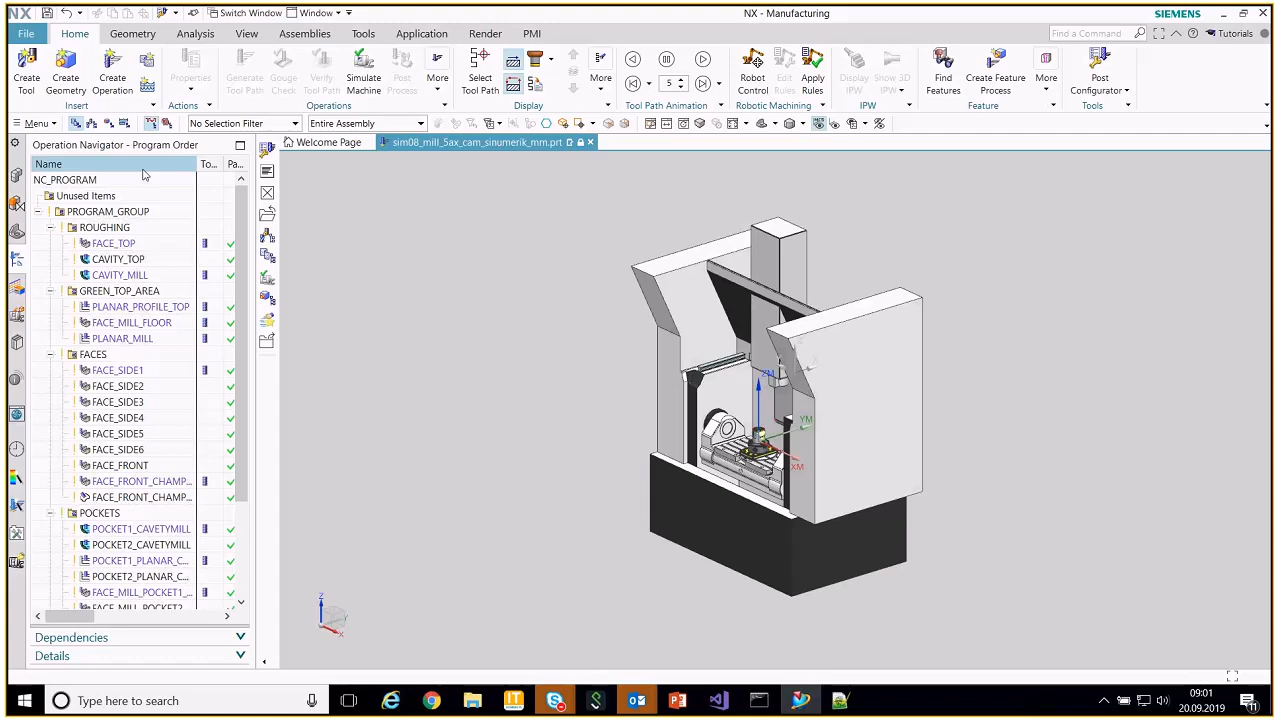 NX
Switch Window
Window
NX - Manufacturing
SIEMENS
File
Home
Geometry
Analysis
View
Tools
Assemblies
Application
Render
PMI
Find a Command
Tutorials
Create Tool
Create Geometry
Create Operation
Properties
Generate Tool Path
Gouge Check
Verify Tool Path
Simulate Machine
Post Process
More
Select Tool Path
More
5
Robot Control
Edit Rules
Apply Rules
Display IPW
Show 3D IPW
Find Features
Create Feature Process
More
Post Configurator
Insert
Actions
Operations
Display
Tool Path Animation
Robotic Machining
IPW
Feature
Tools
Menu
No Selection Filter
Entire Assembly
Operation Navigator - Program Order
Welcome Page
sim08_mill_5ax_cam_sinumerik_mm.prt
Name
To...
Pa...
NC_PROGRAM
Unused Items
PROGRAM_GROUP
ROUGHING
FACE_TOP
CAVITY_TOP
CAVITY_MILL
GREEN_TOP_AREA
PLANAR_PROFILE_TOP
FACE_MILL_FLOOR
PLANAR_MILL
FACES
FACE_SIDE1
FACE_SIDE2
FACE_SIDE3
FACE_SIDE4
FACE_SIDE5
FACE_SIDE6
FACE_FRONT
FACE_FRONT_CHAMP...
FACE_FRONT_CHAMP...
POCKETS
POCKET1_CAVETYMILL
POCKET2_CAVETYMILL
POCKET1_PLANAR_C...
POCKET2_PLANAR_C...
FACE_MILL_POCKET1_...
FACE_MILL_POCKET2
Dependencies
Details
ZM
YM
XM
Z
X
Type here to search
09:01
20.09.2019